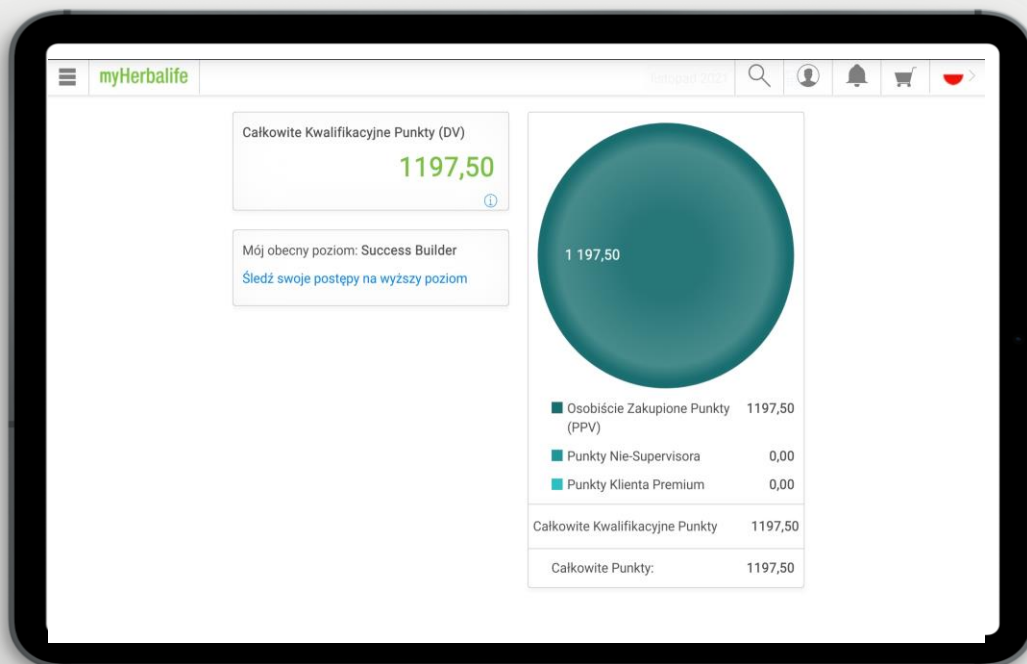 myHerbalife
listopad 2021
Całkowite Kwalifikacyjne Punkty (DV)
1197,50
Mój obecny poziom: Success Builder
Śledź swoje postępy na wyższy poziom
1 197,50
Osobiście Zakupione Punkty 1197,50
(PPV)
Punkty Nie-Supervisora 0,00
Punkty Klienta Premium 0,00
Całkowite Kwalifikacyjne Punkty 1197,50
Całkowite Punkty: 1197,50